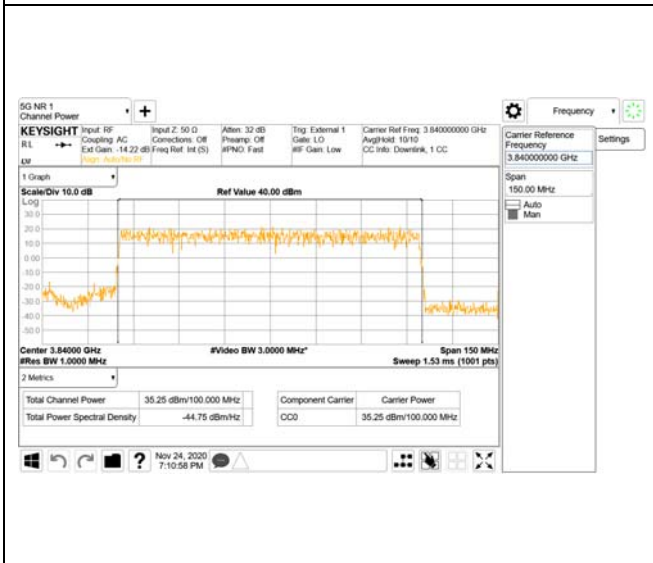 5G NR 1
Channel Power
+
Frequency
KEYSIGHT
RL
Input: RF
Coupling: AC
Ext Gain: -14.22 dB
Align: Auto/No RF
Input Z: 50 Ω
Corrections: Off
Freq Ref: Int (S)
Atten: 32 dB
Preamp: Off
#PNO: Fast
Trig: External 1
Gate: LO
#IF Gain: Low
Carrier Ref Freq: 3.840000000 GHz
Avg|Hold: 10/10
CC Info: Downlink, 1 CC
Carrier Reference
Frequency
3.840000000 GHz
Settings
Span
150.00 MHz
Auto
Man
1 Graph
Scale/Div 10.0 dB
Ref Value 40.00 dBm
Log
30.0
20.0
10.0
0.00
-10.0
-20.0
-30.0
-40.0
-50.0
Center 3.84000 GHz
#Video BW 3.0000 MHz*
Span 150 MHz
#Res BW 1.0000 MHz
Sweep 1.53 ms (1001 pts)
2 Metrics
Total Channel Power 35.25 dBm/100.000 MHz
Total Power Spectral Density -44.75 dBm/Hz
Component Carrier Carrier Power
CC0 35.25 dBm/100.000 MHz
?
Nov 24, 2020
7:10:58 PM